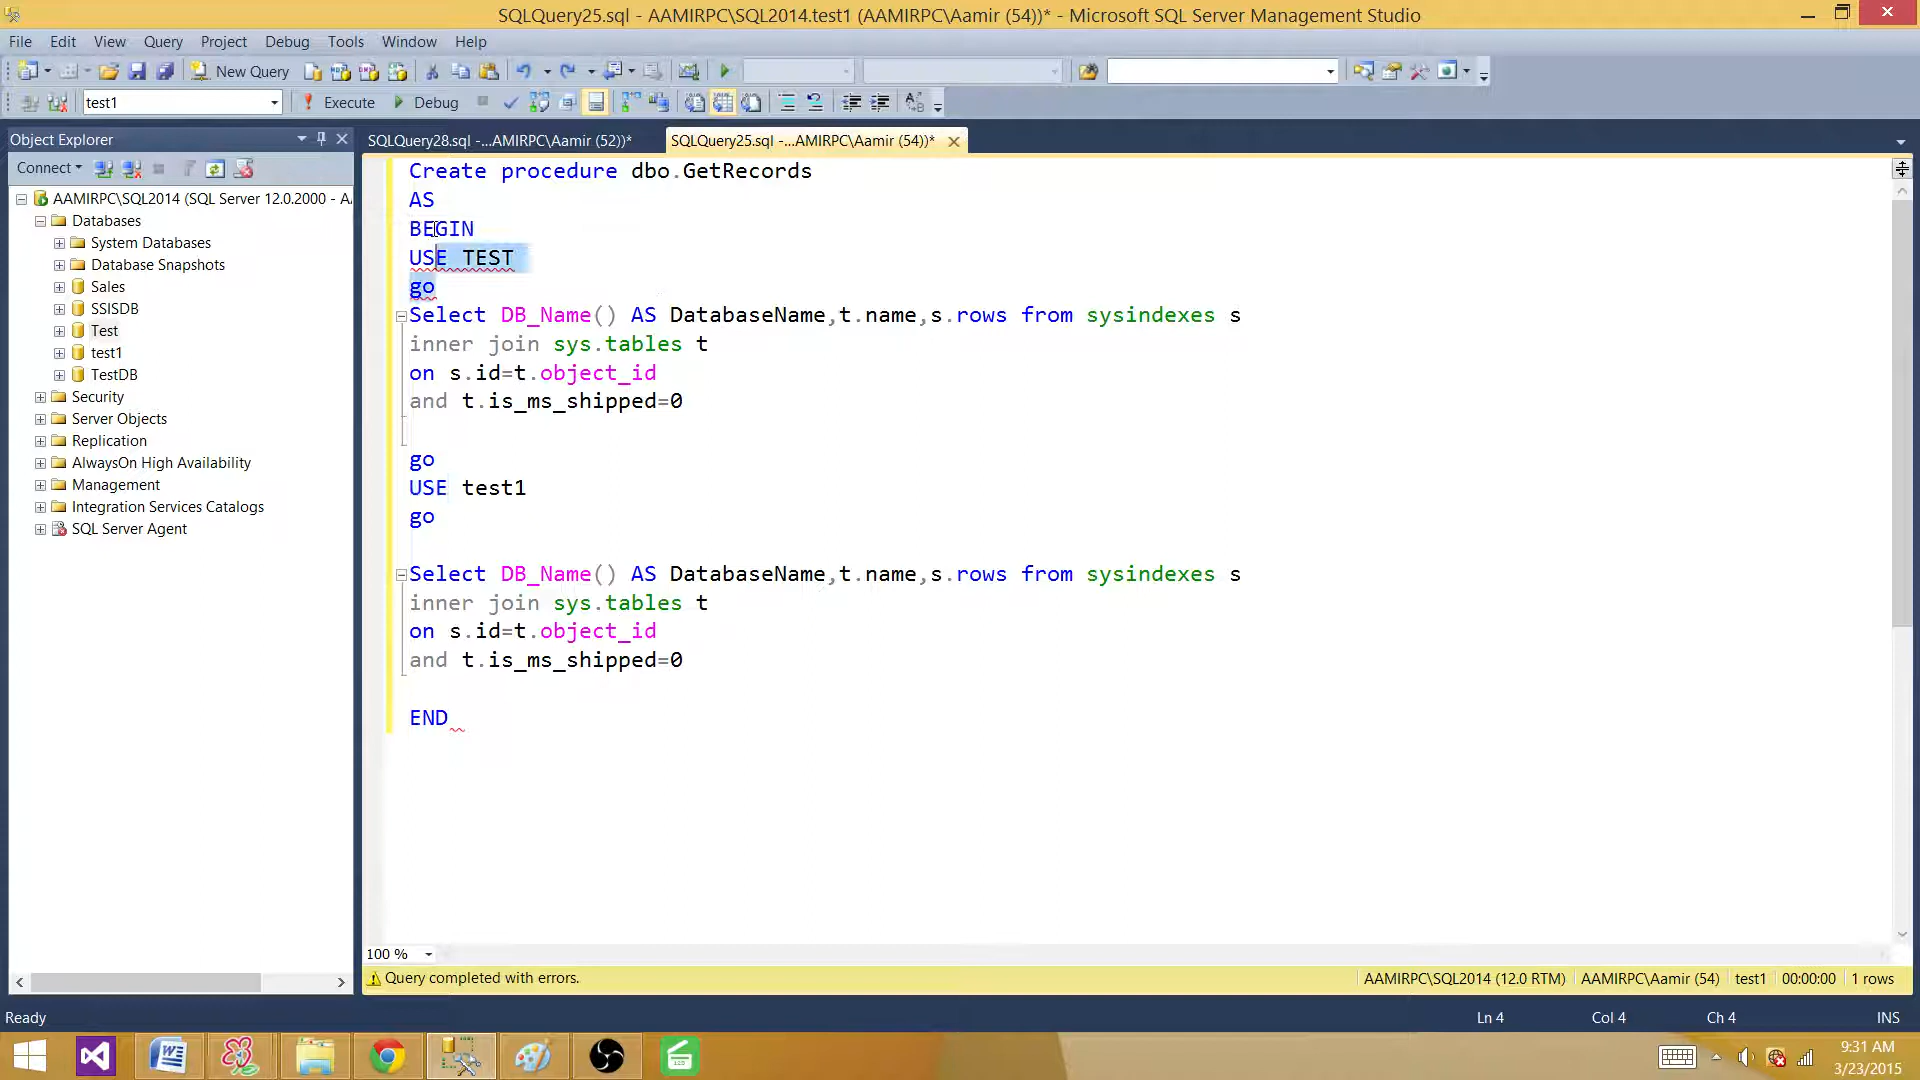 SQLQuery25.sql - AAMIRPC\SQL2014.test1 (AAMIRPC\Aamir (54))* - Microsoft SQL Server Management Studio
File Edit View Query Project Debug Tools Window Help
New Query
test1 Execute Debug
Object Explorer
Connect
AAMIRPC\SQL2014 (SQL Server 12.0.2000 - A
Databases
System Databases
Database Snapshots
Sales
SSISDB
Test
test1
TestDB
Security
Server Objects
Replication
AlwaysOn High Availability
Management
Integration Services Catalogs
SQL Server Agent
SQLQuery28.sql -...AMIRPC\Aamir (52))* SQLQuery25.sql -...AMIRPC\Aamir (54))*
Create procedure dbo.GetRecords
AS
BEGIN
USE TEST
go
Select DB_Name() AS DatabaseName,t.name,s.rows from sysindexes s
inner join sys.tables t
on s.id=t.object_id
and t.is_ms_shipped=0
go
USE test1
go
Select DB_Name() AS DatabaseName,t.name,s.rows from sysindexes s
inner join sys.tables t
on s.id=t.object_id
and t.is_ms_shipped=0
END
100 %
Query completed with errors. AAMIRPC\SQL2014 (12.0 RTM) AAMIRPC\Aamir (54) test1 00:00:00 1 rows
Ready Ln 4 Col 4 Ch 4 INS
9:31 AM
3/23/2015